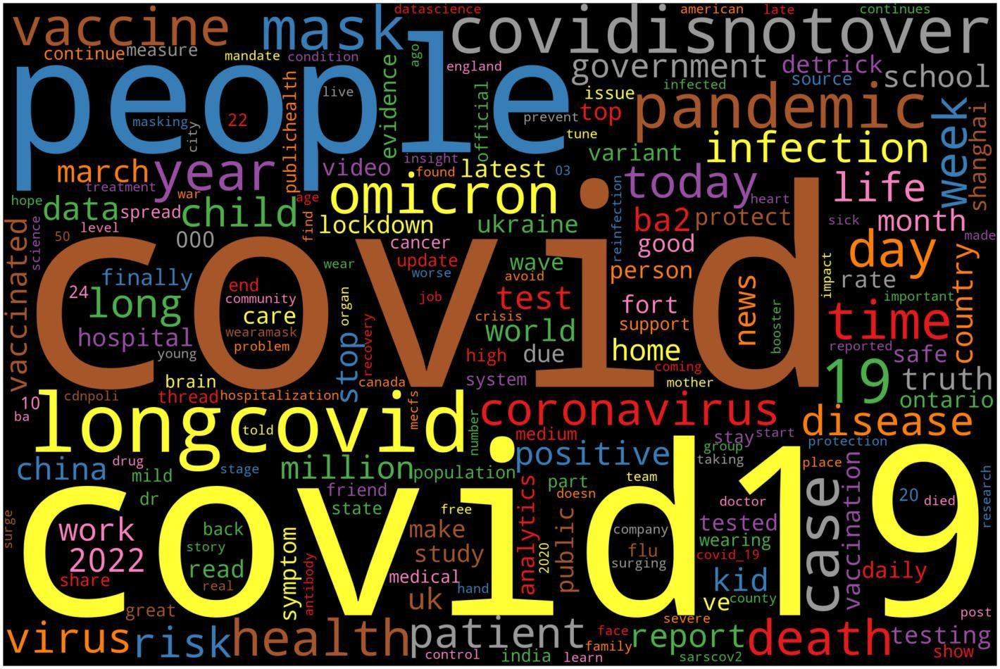 datascience
american
late
continues
vaccine
mask
covidisnotover
continue
measure
mandate
condition
ago
england
government
detrick
school
source
infected
people
live
evidence
official
issue
top
pandemic
week
shanghai
masking
22
city
publichealth
prevent
tune
infection
variant
march
year
video
insight
found
latest
03
today
life
treatment
war
age
omicron
reinfection
heart
hope
data
spread
child
find
lockdown
ukraine
ba2
protect
sick
month
made
vaccinated
science
50
level
000
covid
cancer
good
day
country
finally
wear
update
worse
wave
avoid
person
news
impact
rate
24
long
end
community
care
organ
job
test
fort
booster
time
important
hospital
wearamask
problem
young
stop
recovery
crisis
world
support
high
due
home
reported
safe
brain
canada
system
coming
mother
19
truth
cdnpoli
thread
hospitalization
mecfs
10
ba
longcovid
told
number
coronavirus
ontario
disease
medium
stay
start
group
protection
china
drug
mild
stage
million
population
positive
taking
place
vaccination
research
dr
friend
state
part
doesn
team
20
died
covid19
surge
work
back
free
make
analytics
public
company
doctor
tested
case
2022
story
read
symptom
study
2020
flu
surging
wearing
covid_19
daily
share
real
antibody
medical
hand
kid
great
uk
ve
county
severe
post
virus
risk
health
patient
face
report
death
testing
control
india
learn
family
sarscov2
show